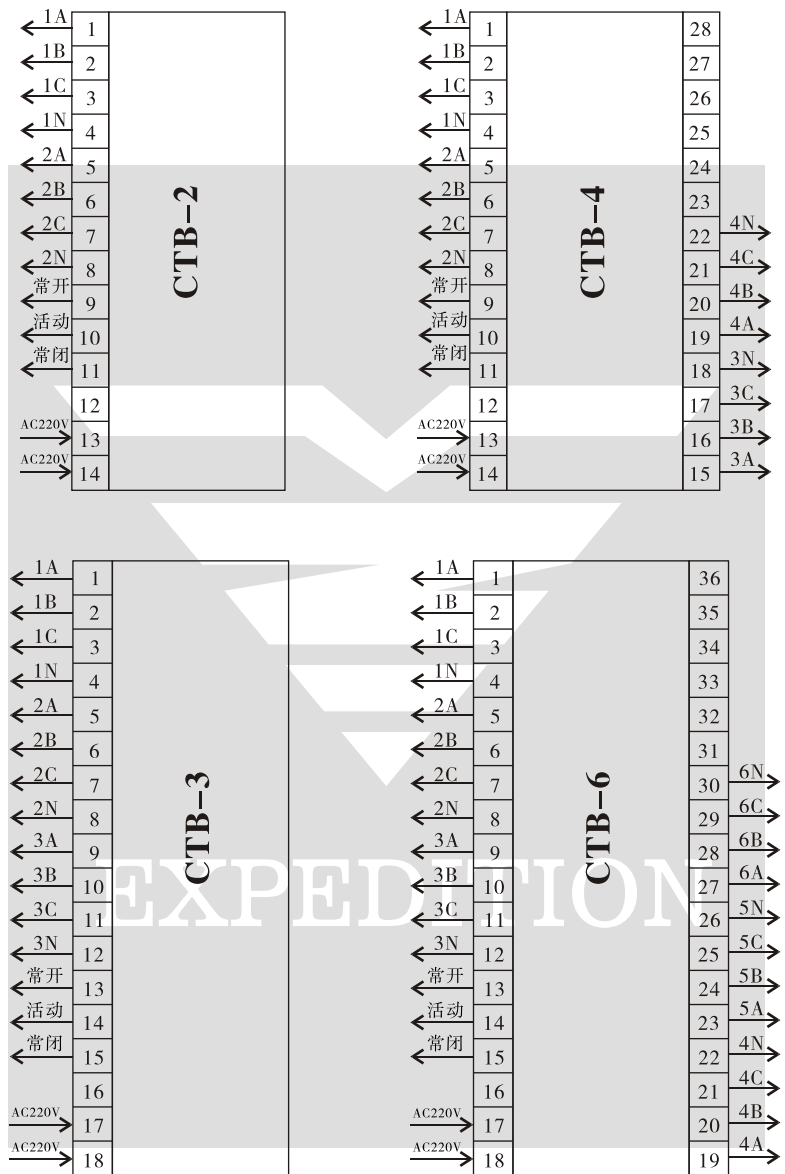 1A 1
1B 2
1C 3
1N 4
2A 5
2B 6
2C 7
2N 8
常开 9
活动 10
常闭 11
12
AC220V 13
AC220V 14
CTB-2
1A 1 28
1B 2 27
1C 3 26
1N 4 25
2A 5 24
2B 6 23
2C 7 22 4N
2N 8 21 4C
常开 9 20 4B
活动 10 19 4A
常闭 11 18 3N
12 17 3C
AC220V 13 16 3B
AC220V 14 15 3A
CTB-4
1A 1
1B 2
1C 3
1N 4
2A 5
2B 6
2C 7
2N 8
3A 9
3B 10
3C 11
3N 12
常开 13
活动 14
常闭 15
16
AC220V 17
AC220V 18
CTB-3
1A 1 36
1B 2 35
1C 3 34
1N 4 33
2A 5 32
2B 6 31
2C 7 30 6N
2N 8 29 6C
3A 9 28 6B
3B 10 27 6A
3C 11 26 5N
3N 12 25 5C
常开 13 24 5B
活动 14 23 5A
常闭 15 22 4N
16 21 4C
AC220V 17 20 4B
AC220V 18 19 4A
CTB-6
EXPEDITION